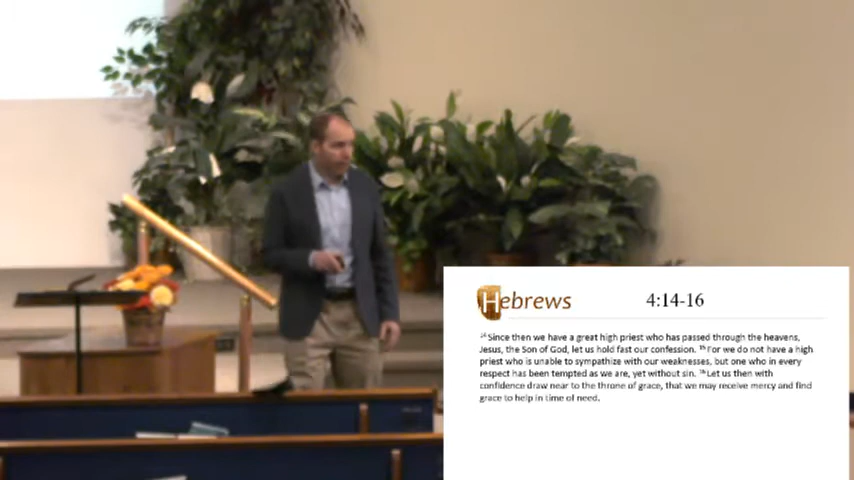 Hebrews 4:14-16
14 Since then we have a great high priest who has passed through the heavens,
Jesus, the Son of God, let us hold fast our confession. 15 For we do not have a high
priest who is unable to sympathize with our weaknesses, but one who in every
respect has been tempted as we are, yet without sin. 16 Let us then with
confidence draw near to the throne of grace, that we may receive mercy and find
grace to help in time of need.